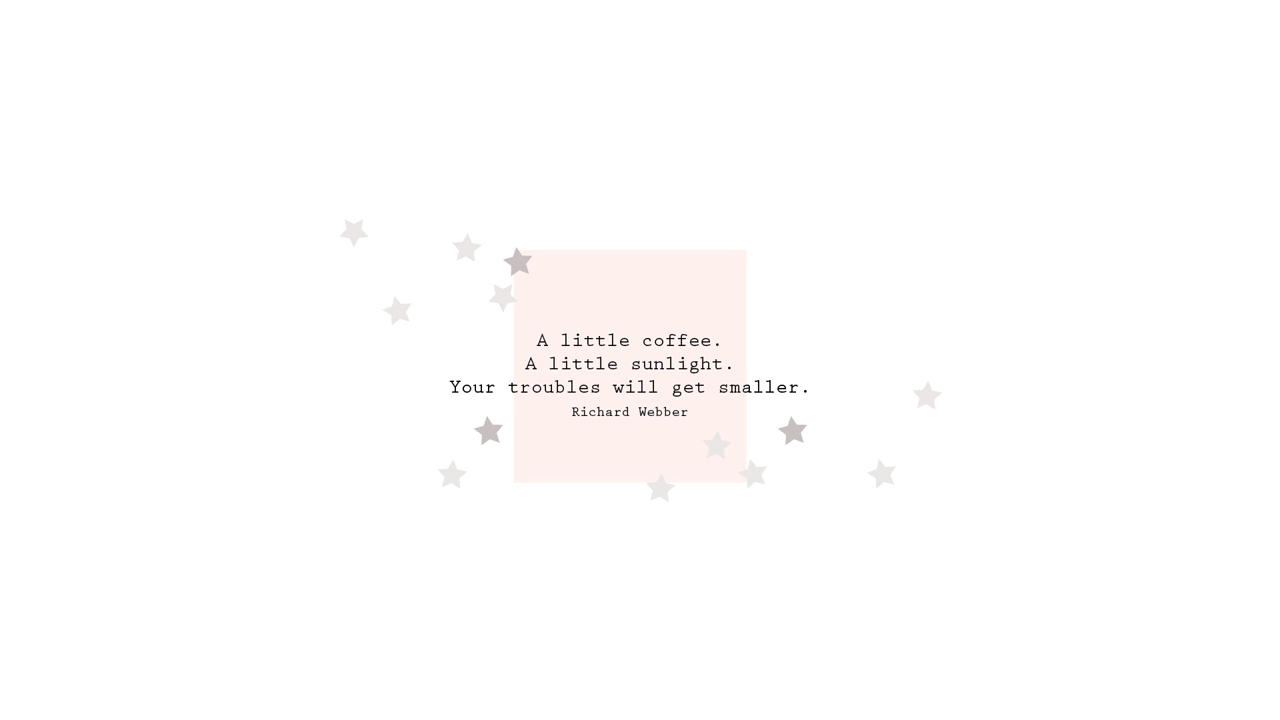 A little coffee.
A little sunlight.
Your troubles will get smaller.
Richard Webber